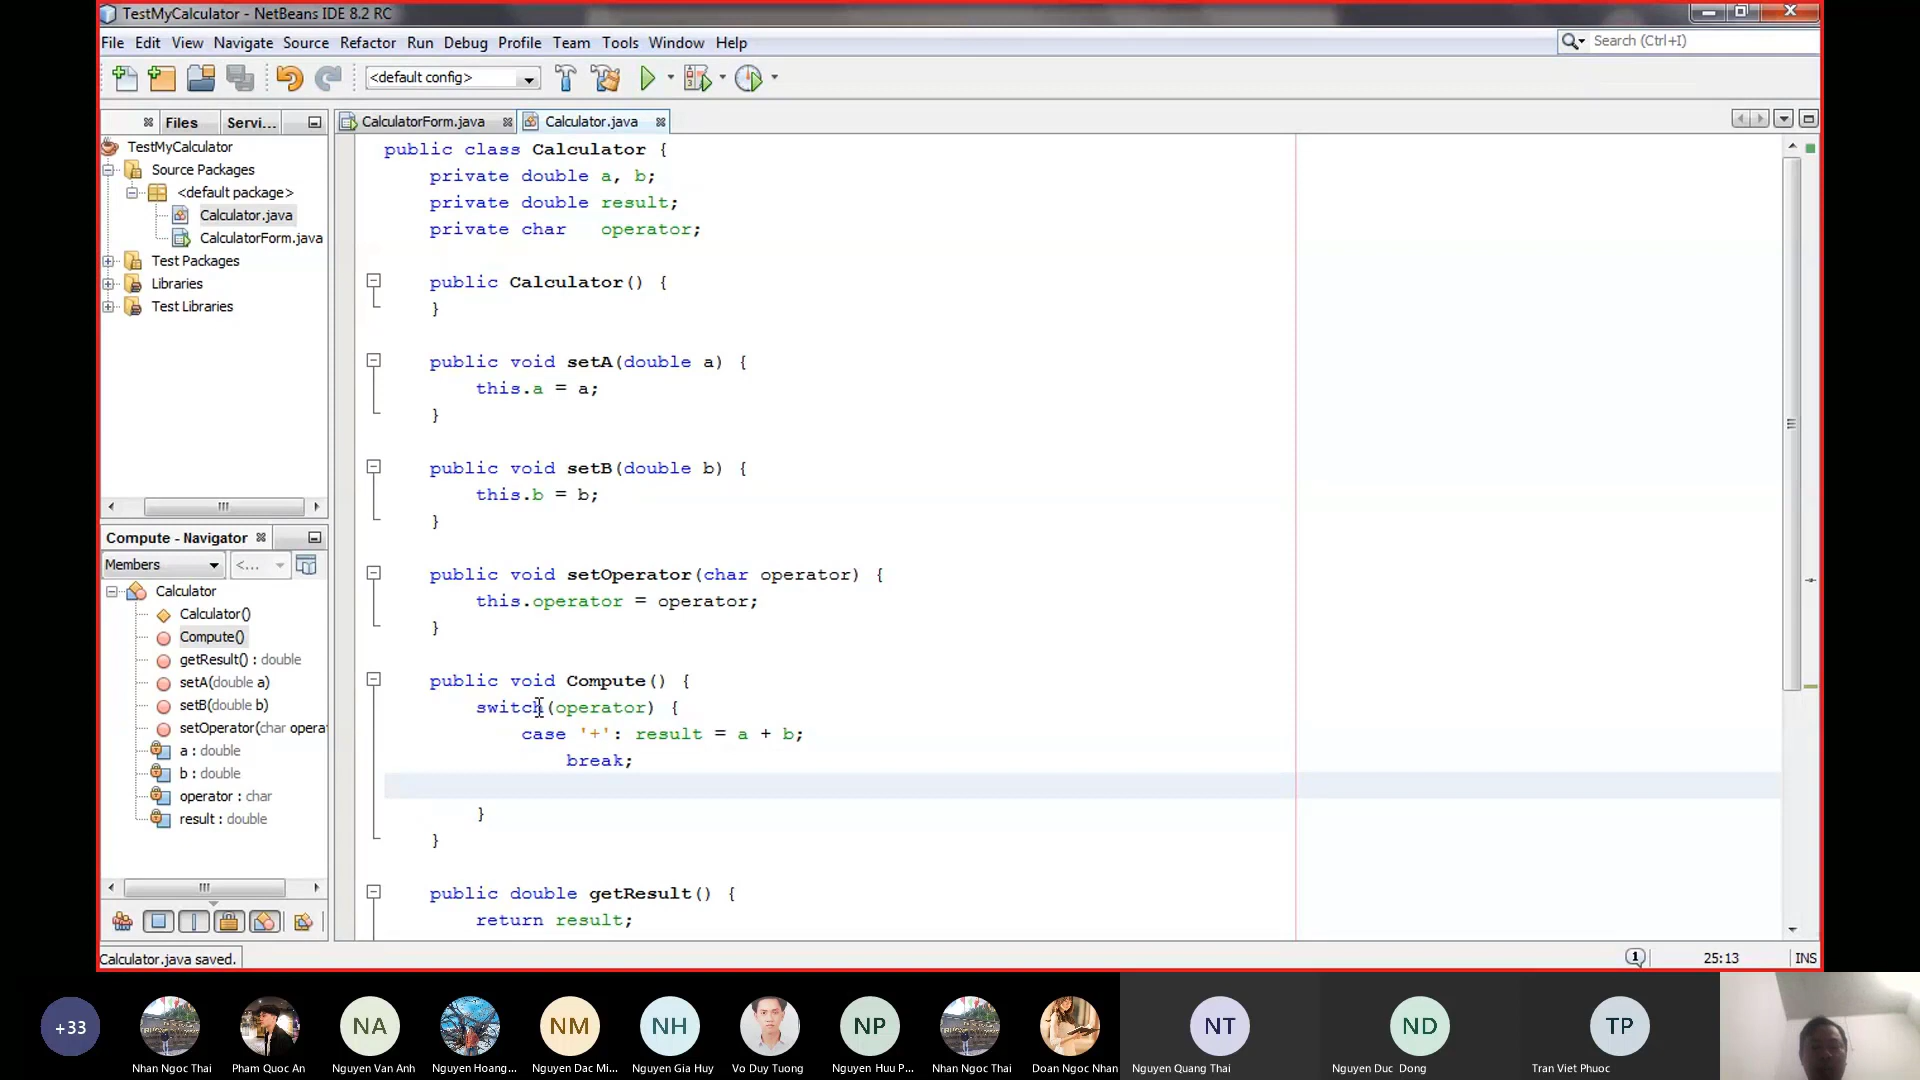 TestMyCalculator - NetBeans IDE 8.2 RC
File Edit View Navigate Source Refactor Run Debug Profile Team Tools Window Help
Search (Ctrl+I)
<default config>
Files Servi...
CalculatorForm.java Calculator.java
TestMyCalculator
Source Packages
<default package>
Calculator.java
CalculatorForm.java
Test Packages
Libraries
Test Libraries
Compute - Navigator
Members <...
Calculator
Calculator()
Compute()
getResult() : double
setA(double a)
setB(double b)
setOperator(char opera
a : double
b : double
operator : char
result : double
public class Calculator {
private double a, b;
private double result;
private char operator;
public Calculator() {
}
public void setA(double a) {
this.a = a;
}
public void setB(double b) {
this.b = b;
}
public void setOperator(char operator) {
this.operator = operator;
}
public void Compute() {
switch(operator) {
case '+': result = a + b;
break;
}
}
public double getResult() {
return result;
Calculator.java saved.
1
25:13
INS
+33
NA
NM
NH
NP
NT
ND
TP
Nhan Ngoc Thai
Pham Quoc An
Nguyen Van Anh
Nguyen Hoang...
Nguyen Dac Mi...
Nguyen Gia Huy
Vo Duy Tuong
Nguyen Huu P...
Nhan Ngoc Thai
Doan Ngoc Nhan
Nguyen Quang Thai
Nguyen Duc Dong
Tran Viet Phuoc